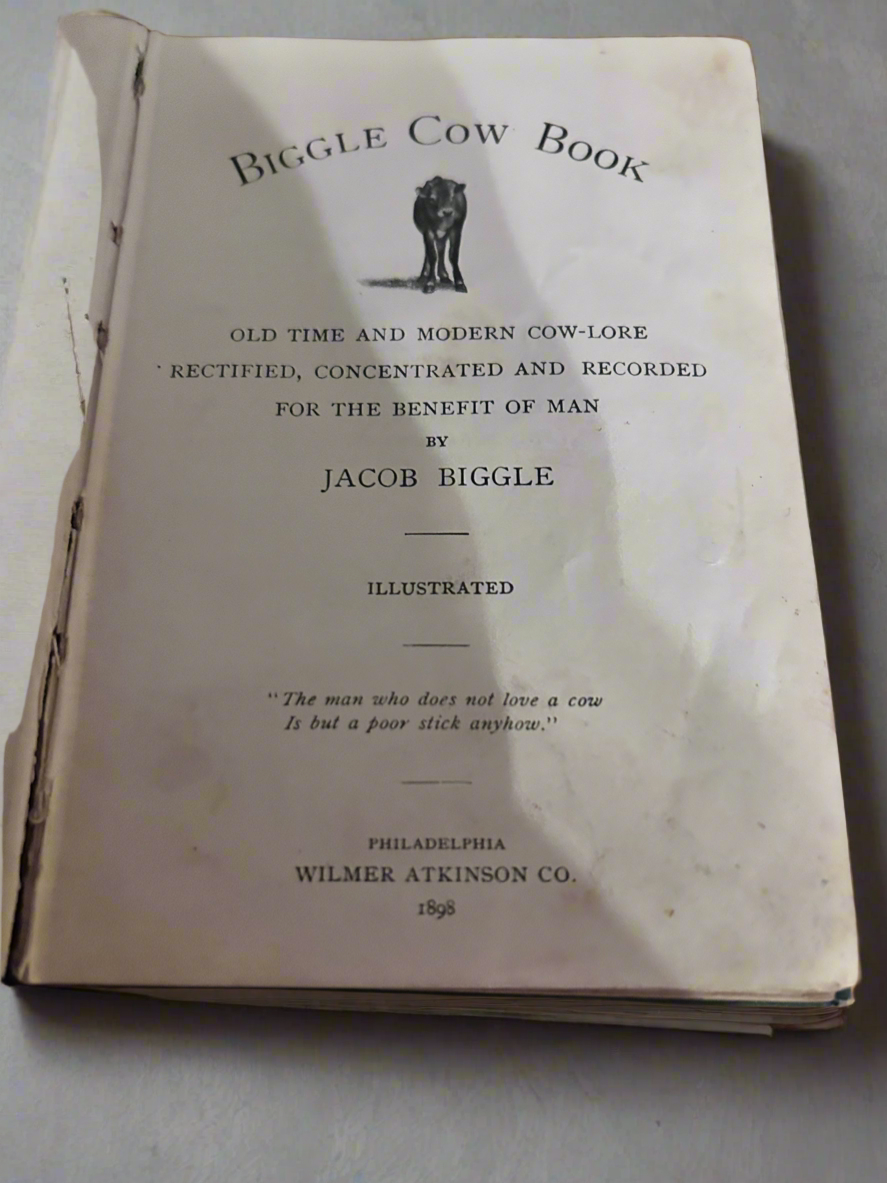 BIGGLE COW BOOK
OLD TIME AND MODERN COW-LORE
RECTIFIED, CONCENTRATED AND RECORDED
FOR THE BENEFIT OF MAN
BY
JACOB BIGGLE
ILLUSTRATED
"The man who does not love a cow
Is but a poor stick anyhow."
PHILADELPHIA
WILMER ATKINSON CO.
1898